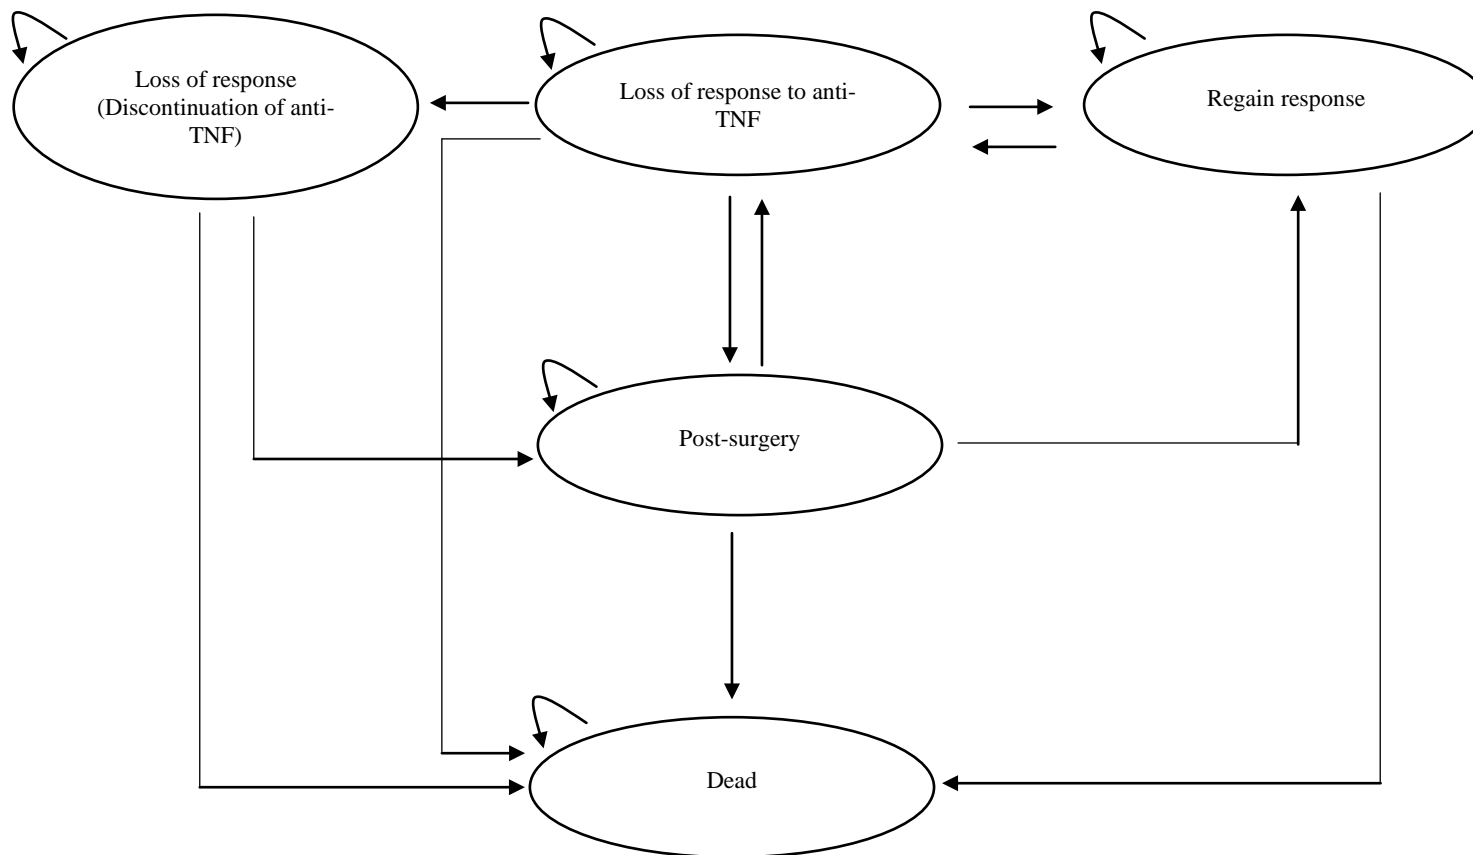 Loss of response
(Discontinuation of anti-
TNF)
Loss of response to anti-
TNF
Regain response
Post-surgery
Dead